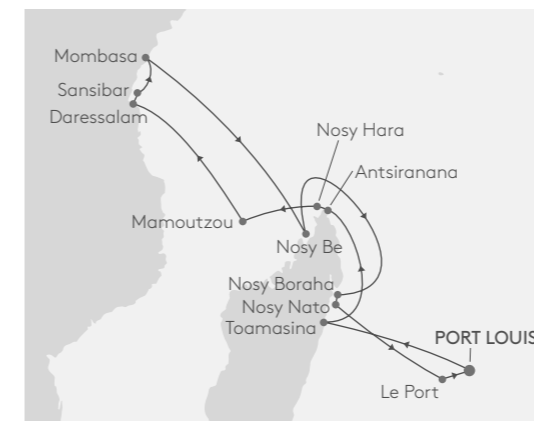 Mombasa
Sansibar
Daressalam
Nosy Hara
Antsiranana
Mamoutzou
Nosy Be
Nosy Boraha
Nosy Nato
Toamasina
PORT LOUIS
Le Port